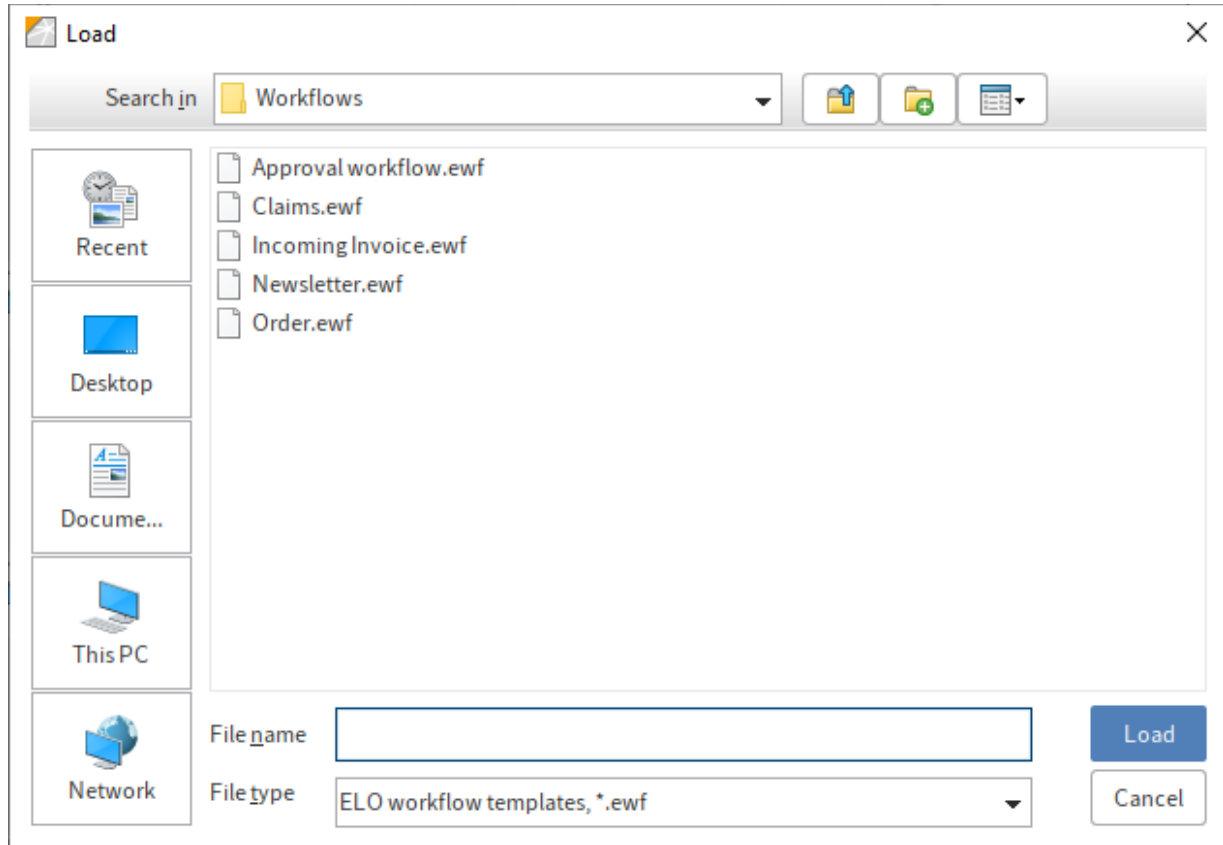 Load
Search in Workflows
Recent
Desktop
Docume...
This PC
Network
Approval workflow.ewf
Claims.ewf
Incoming Invoice.ewf
Newsletter.ewf
Order.ewf
File name
Load
File type ELO workflow templates, *.ewf
Cancel